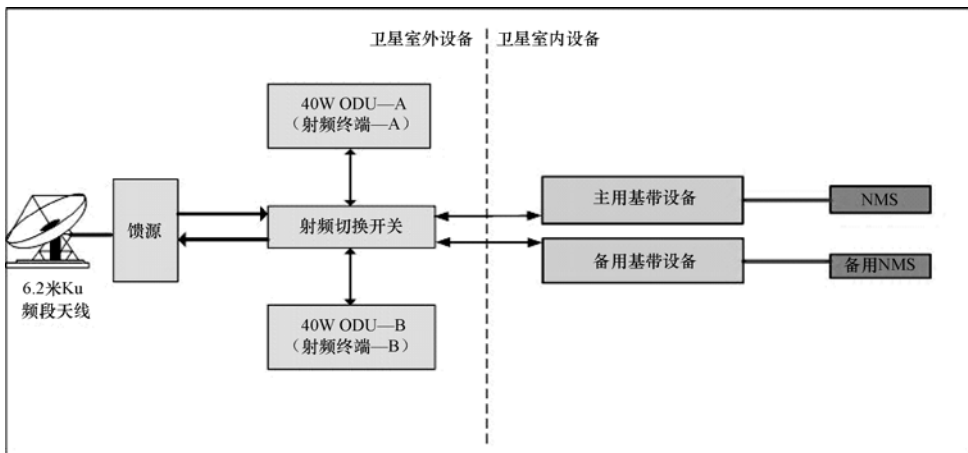 卫星室外设备
卫星室内设备
40W ODU—A
（射频终端—A）
主用基带设备
NMS
馈源
射频切换开关
备用基带设备
备用NMS
6.2米Ku
频段天线
40W ODU—B
（射频终端—B）